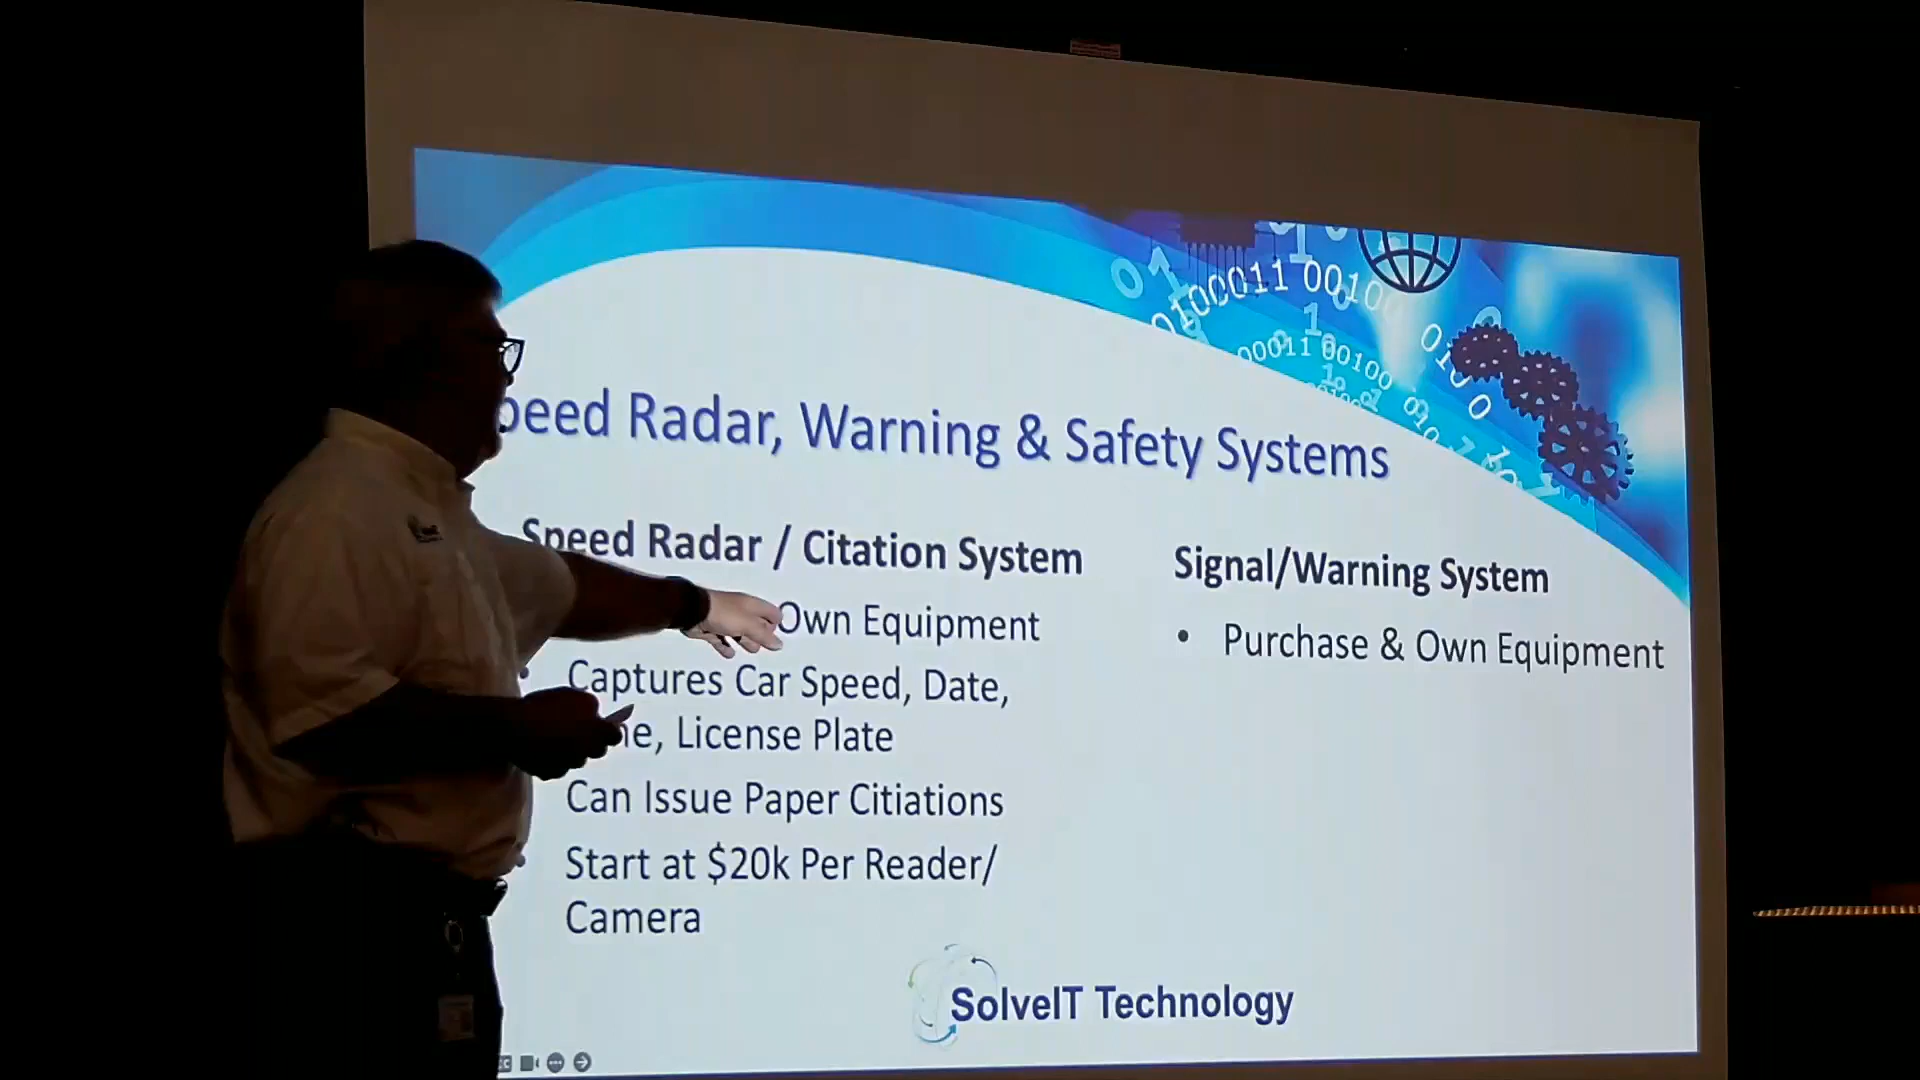 0100011 00100
00011 00100
peed Radar, Warning & Safety Systems
Speed Radar / Citation System
Own Equipment
• Captures Car Speed, Date,
License Plate
Can Issue Paper Citiations
Start at $20k Per Reader/
Camera
Signal/Warning System
• Purchase & Own Equipment
SolveIT Technology